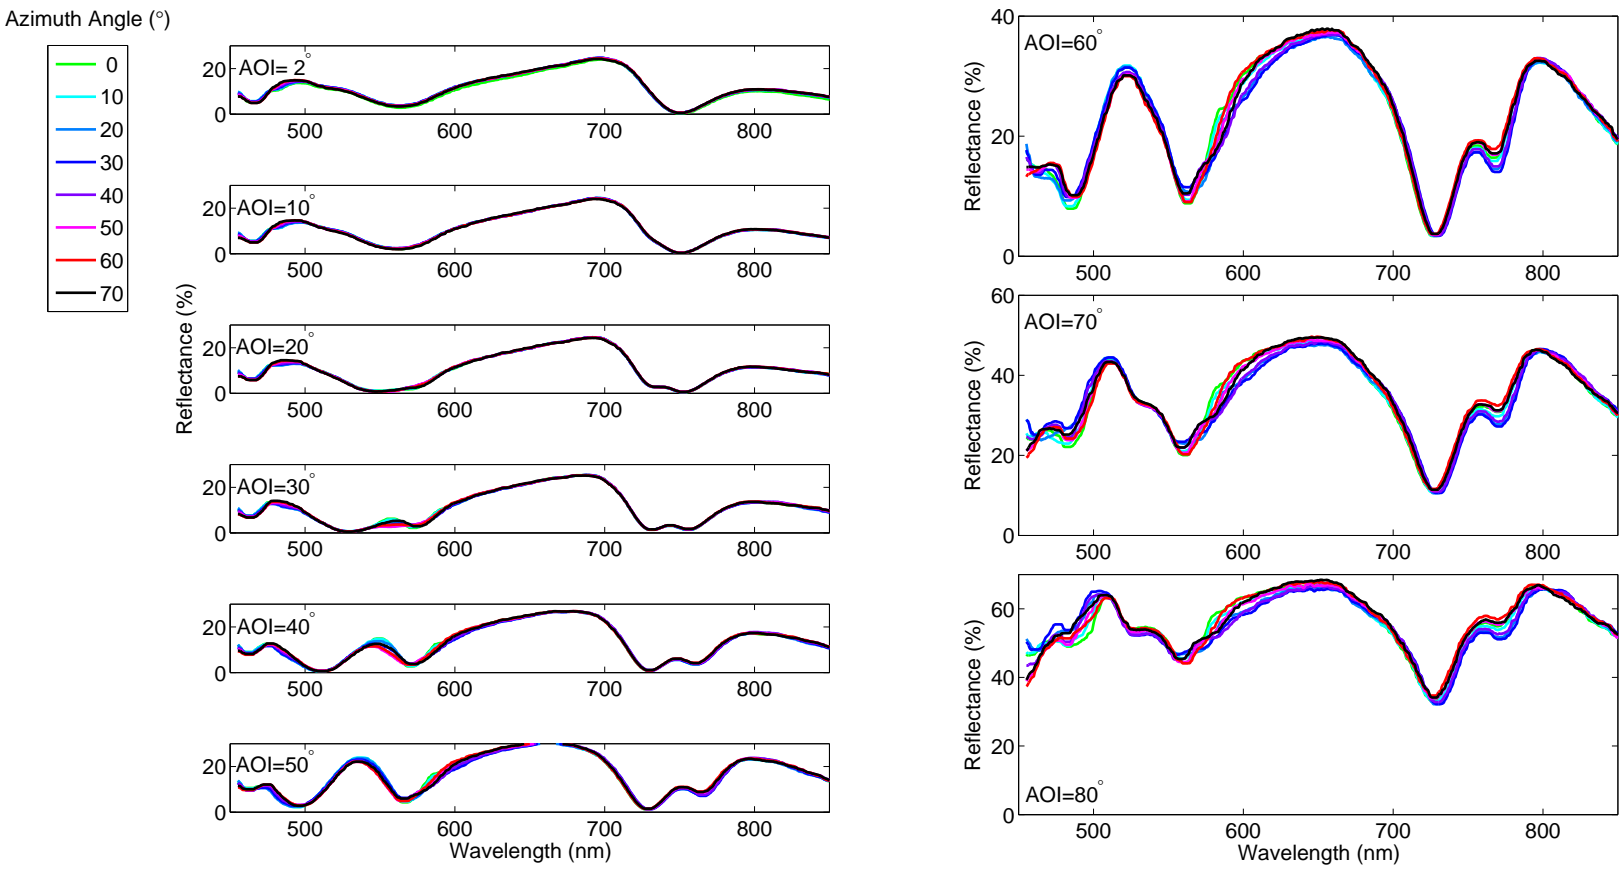 Azimuth Angle (°)
0
10
20
30
40
50
60
70
Reflectance (%)
AOI= 2°
20
0
500 600 700 800
AOI=10°
20
0
500 600 700 800
AOI=20°
20
0
500 600 700 800
AOI=30°
20
0
500 600 700 800
AOI=40°
20
0
500 600 700 800
AOI=50°
20
0
500 600 700 800
Wavelength (nm)
Reflectance (%)
AOI=60°
40
20
0
500 600 700 800
Reflectance (%)
AOI=70°
60
40
20
0
500 600 700 800
Reflectance (%)
60
40
20
0
AOI=80°
500 600 700 800
Wavelength (nm)